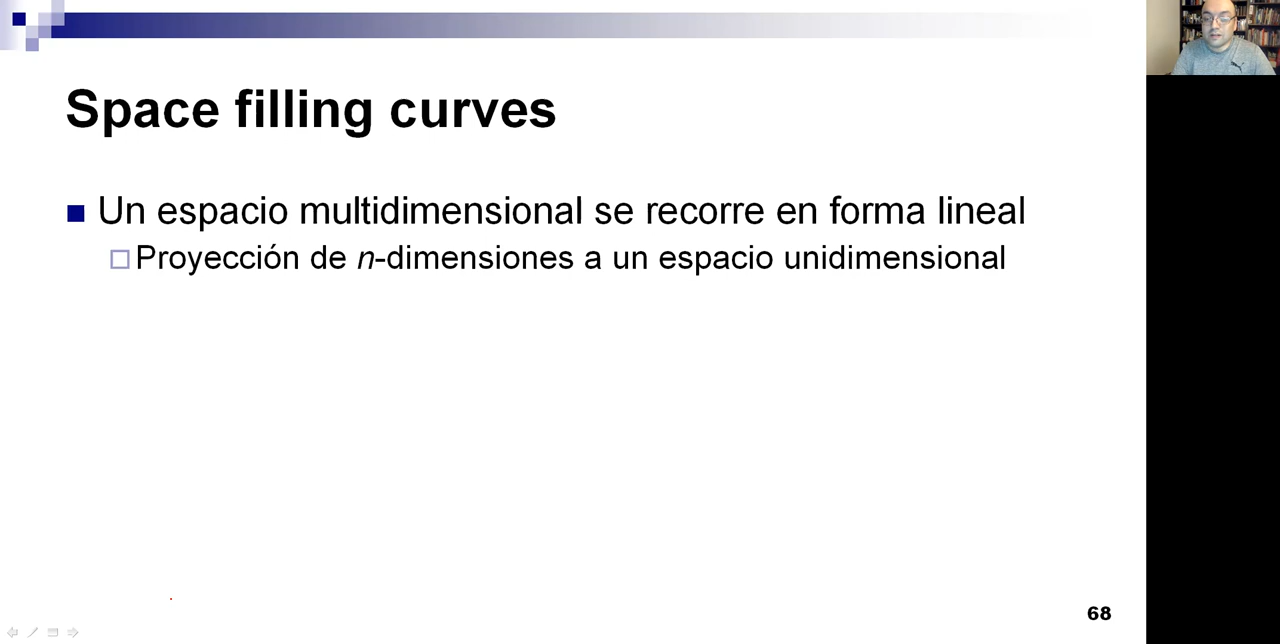 Space filling curves
Un espacio multidimensional se recorre en forma lineal
Proyección de n-dimensiones a un espacio unidimensional
68